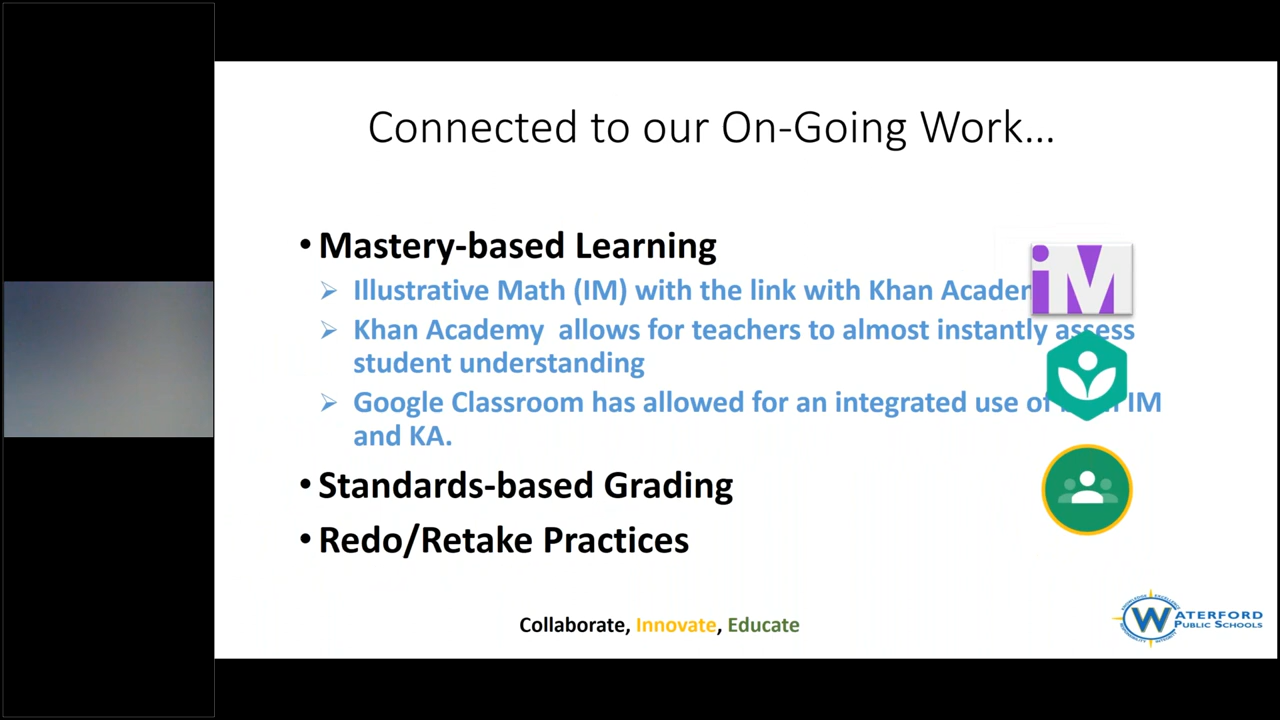 Connected to our On-Going Work...
• Mastery-based Learning
➢ Illustrative Math (IM) with the link with Khan
➢ Khan Academy allows for teachers to almost instantly assess
student understanding
➢ Google Classroom has allowed for an integrated use of IM
and KA.
• Standards-based Grading
• Redo/Retake Practices
iM
Collaborate, Innovate, Educate
WATERFORD
PUBLIC SCHOOLS